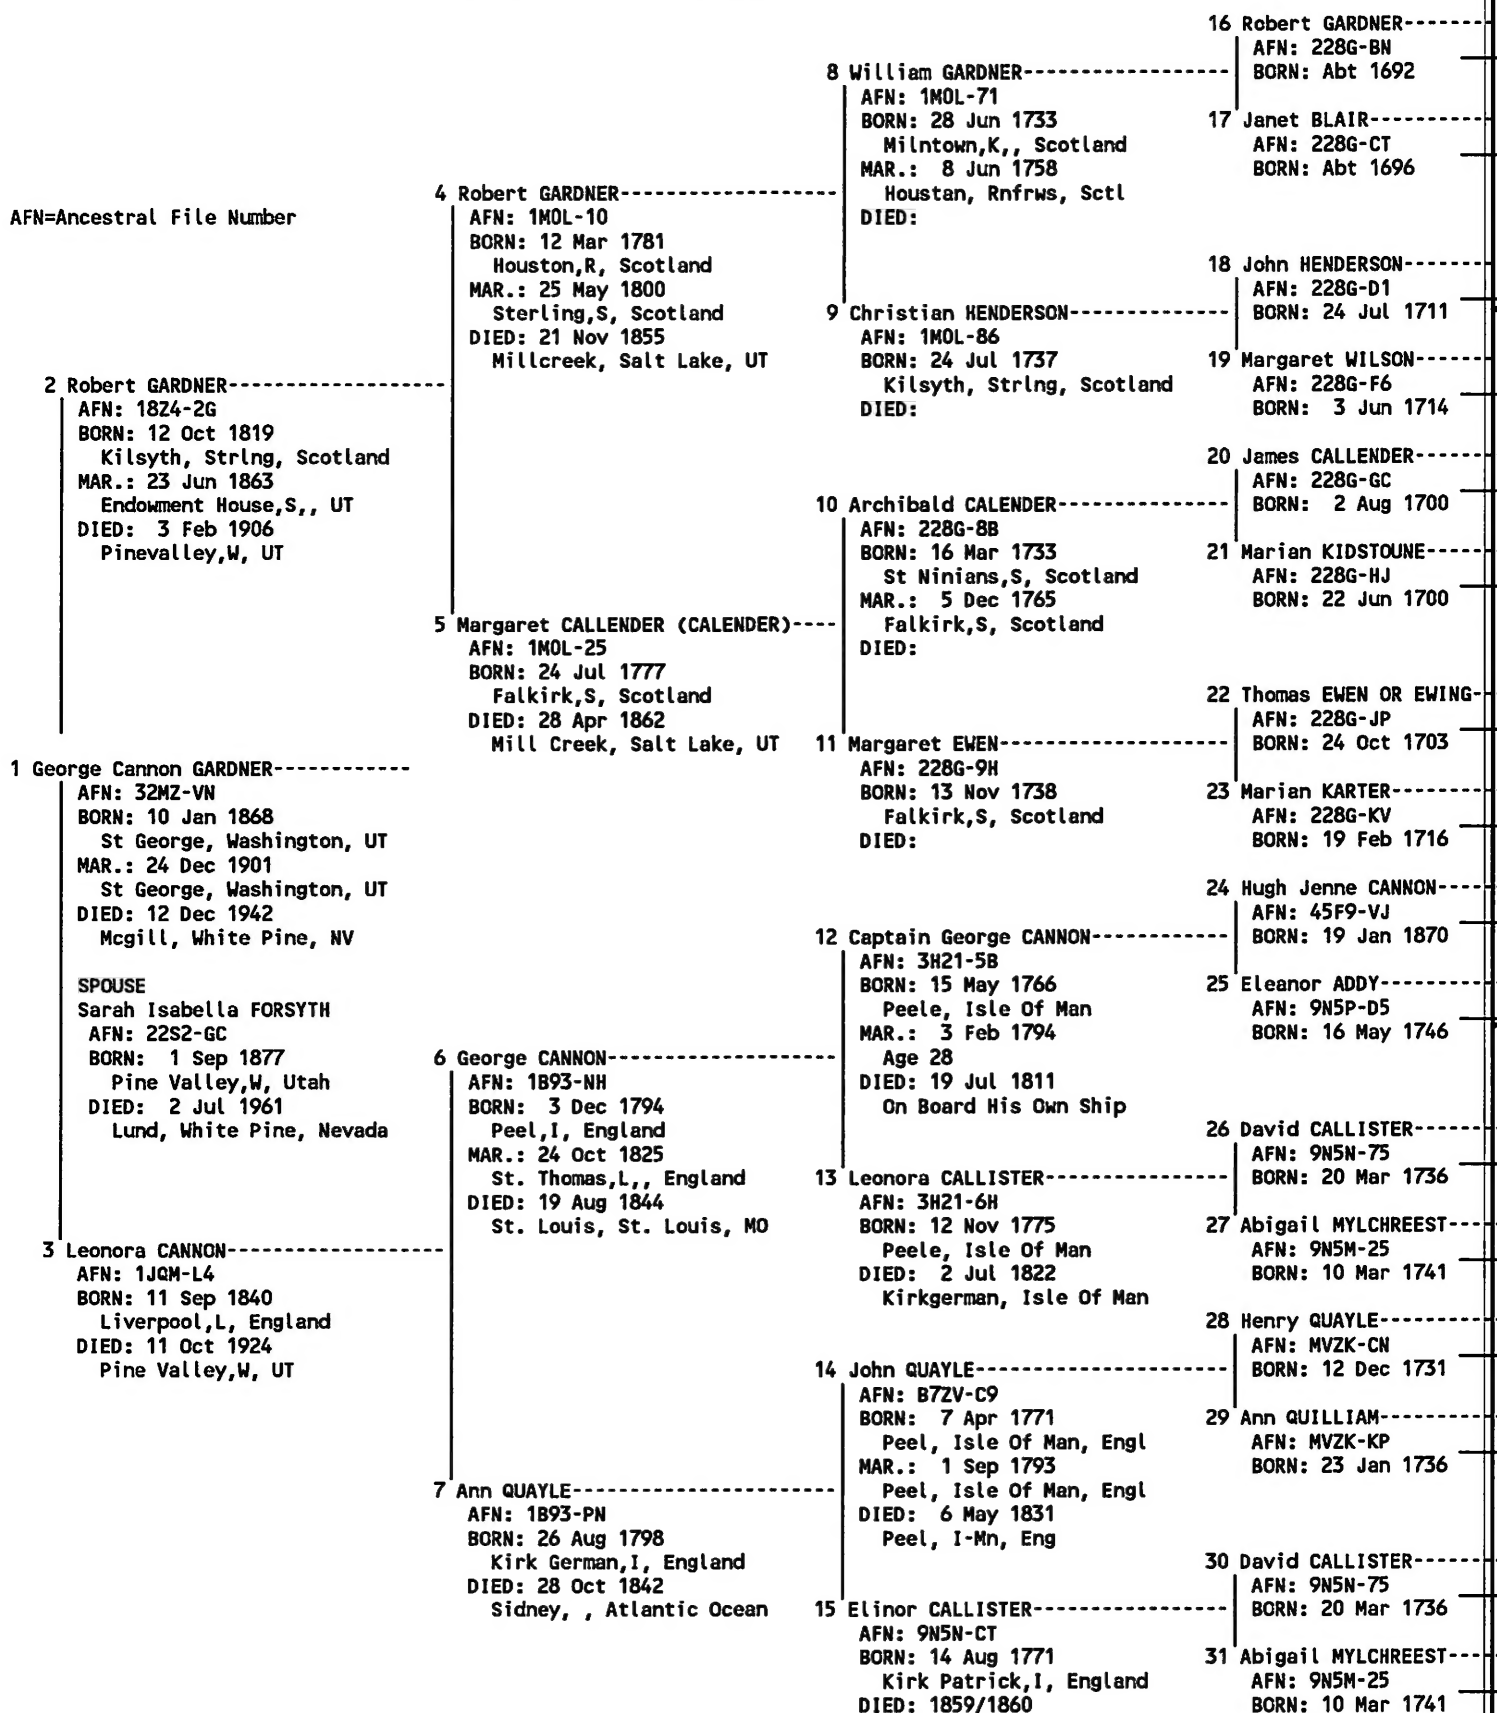 AFN=Ancestral File Number
1 George Cannon GARDNER
AFN: 32MZ-VN
BORN: 10 Jan 1868
St George, Washington, UT
MAR.: 24 Dec 1901
St George, Washington, UT
DIED: 12 Dec 1942
Mcgill, White Pine, NV
SPOUSE
Sarah Isabella FORSYTH
AFN: 22S2-GC
BORN: 1 Sep 1877
Pine Valley,W, Utah
DIED: 2 Jul 1961
Lund, White Pine, Nevada
2 Robert GARDNER
AFN: 18Z4-2G
BORN: 12 Oct 1819
Kilsyth, Strlng, Scotland
MAR.: 23 Jun 1863
Endowment House,S,, UT
DIED: 3 Feb 1906
Pinevalley,W, UT
3 Leonora CANNON
AFN: 1JQM-L4
BORN: 11 Sep 1840
Liverpool,L, England
DIED: 11 Oct 1924
Pine Valley,W, UT
4 Robert GARDNER
AFN: 1M0L-10
BORN: 12 Mar 1781
Houston,R, Scotland
MAR.: 25 May 1800
Sterling,S, Scotland
DIED: 21 Nov 1855
Millcreek, Salt Lake, UT
5 Margaret CALLENDER (CALENDER)
AFN: 1M0L-25
BORN: 24 Jul 1777
Falkirk,S, Scotland
DIED: 28 Apr 1862
Mill Creek, Salt Lake, UT
6 George CANNON
AFN: 1B93-NH
BORN: 3 Dec 1794
Peel,I, England
MAR.: 24 Oct 1825
St. Thomas,L,, England
DIED: 19 Aug 1844
St. Louis, St. Louis, MO
7 Ann QUAYLE
AFN: 1B93-PN
BORN: 26 Aug 1798
Kirk German,I, England
DIED: 28 Oct 1842
Sidney, , Atlantic Ocean
8 William GARDNER
AFN: 1M0L-71
BORN: 28 Jun 1733
Milntown,K,, Scotland
MAR.: 8 Jun 1758
Houstan, Rnfrws, Sctl
DIED:
9 Christian HENDERSON
AFN: 1M0L-86
BORN: 24 Jul 1737
Kilsyth, Strlng, Scotland
DIED:
10 Archibald CALENDER
AFN: 228G-8B
BORN: 16 Mar 1733
St Ninians,S, Scotland
MAR.: 5 Dec 1765
Falkirk,S, Scotland
DIED:
11 Margaret EWEN
AFN: 228G-9H
BORN: 13 Nov 1738
Falkirk,S, Scotland
DIED:
12 Captain George CANNON
AFN: 3H21-5B
BORN: 15 May 1766
Peele, Isle Of Man
MAR.: 3 Feb 1794
Age 28
DIED: 19 Jul 1811
On Board His Own Ship
13 Leonora CALLISTER
AFN: 3H21-6H
BORN: 12 Nov 1775
Peele, Isle Of Man
DIED: 2 Jul 1822
Kirkgerman, Isle Of Man
14 John QUAYLE
AFN: B7ZV-C9
BORN: 7 Apr 1771
Peel, Isle Of Man, Engl
MAR.: 1 Sep 1793
Peel, Isle Of Man, Engl
DIED: 6 May 1831
Peel, I-Mn, Eng
15 Elinor CALLISTER
AFN: 9N5N-CT
BORN: 14 Aug 1771
Kirk Patrick,I, England
DIED: 1859/1860
16 Robert GARDNER
AFN: 228G-BN
BORN: Abt 1692
17 Janet BLAIR
AFN: 228G-CT
BORN: Abt 1696
18 John HENDERSON
AFN: 228G-D1
BORN: 24 Jul 1711
19 Margaret WILSON
AFN: 228G-F6
BORN: 3 Jun 1714
20 James CALLENDER
AFN: 228G-GC
BORN: 2 Aug 1700
21 Marian KIDSTOUNE
AFN: 228G-HJ
BORN: 22 Jun 1700
22 Thomas EWEN OR EWING
AFN: 228G-JP
BORN: 24 Oct 1703
23 Marian KARTER
AFN: 228G-KV
BORN: 19 Feb 1716
24 Hugh Jenne CANNON
AFN: 45F9-VJ
BORN: 19 Jan 1870
25 Eleanor ADDY
AFN: 9N5P-D5
BORN: 16 May 1746
26 David CALLISTER
AFN: 9N5N-75
BORN: 20 Mar 1736
27 Abigail MYLCHREEST
AFN: 9N5M-25
BORN: 10 Mar 1741
28 Henry QUAYLE
AFN: MVZK-CN
BORN: 12 Dec 1731
29 Ann QUILLIAM
AFN: MVZK-KP
BORN: 23 Jan 1736
30 David CALLISTER
AFN: 9N5N-75
BORN: 20 Mar 1736
31 Abigail MYLCHREEST
AFN: 9N5M-25
BORN: 10 Mar 1741